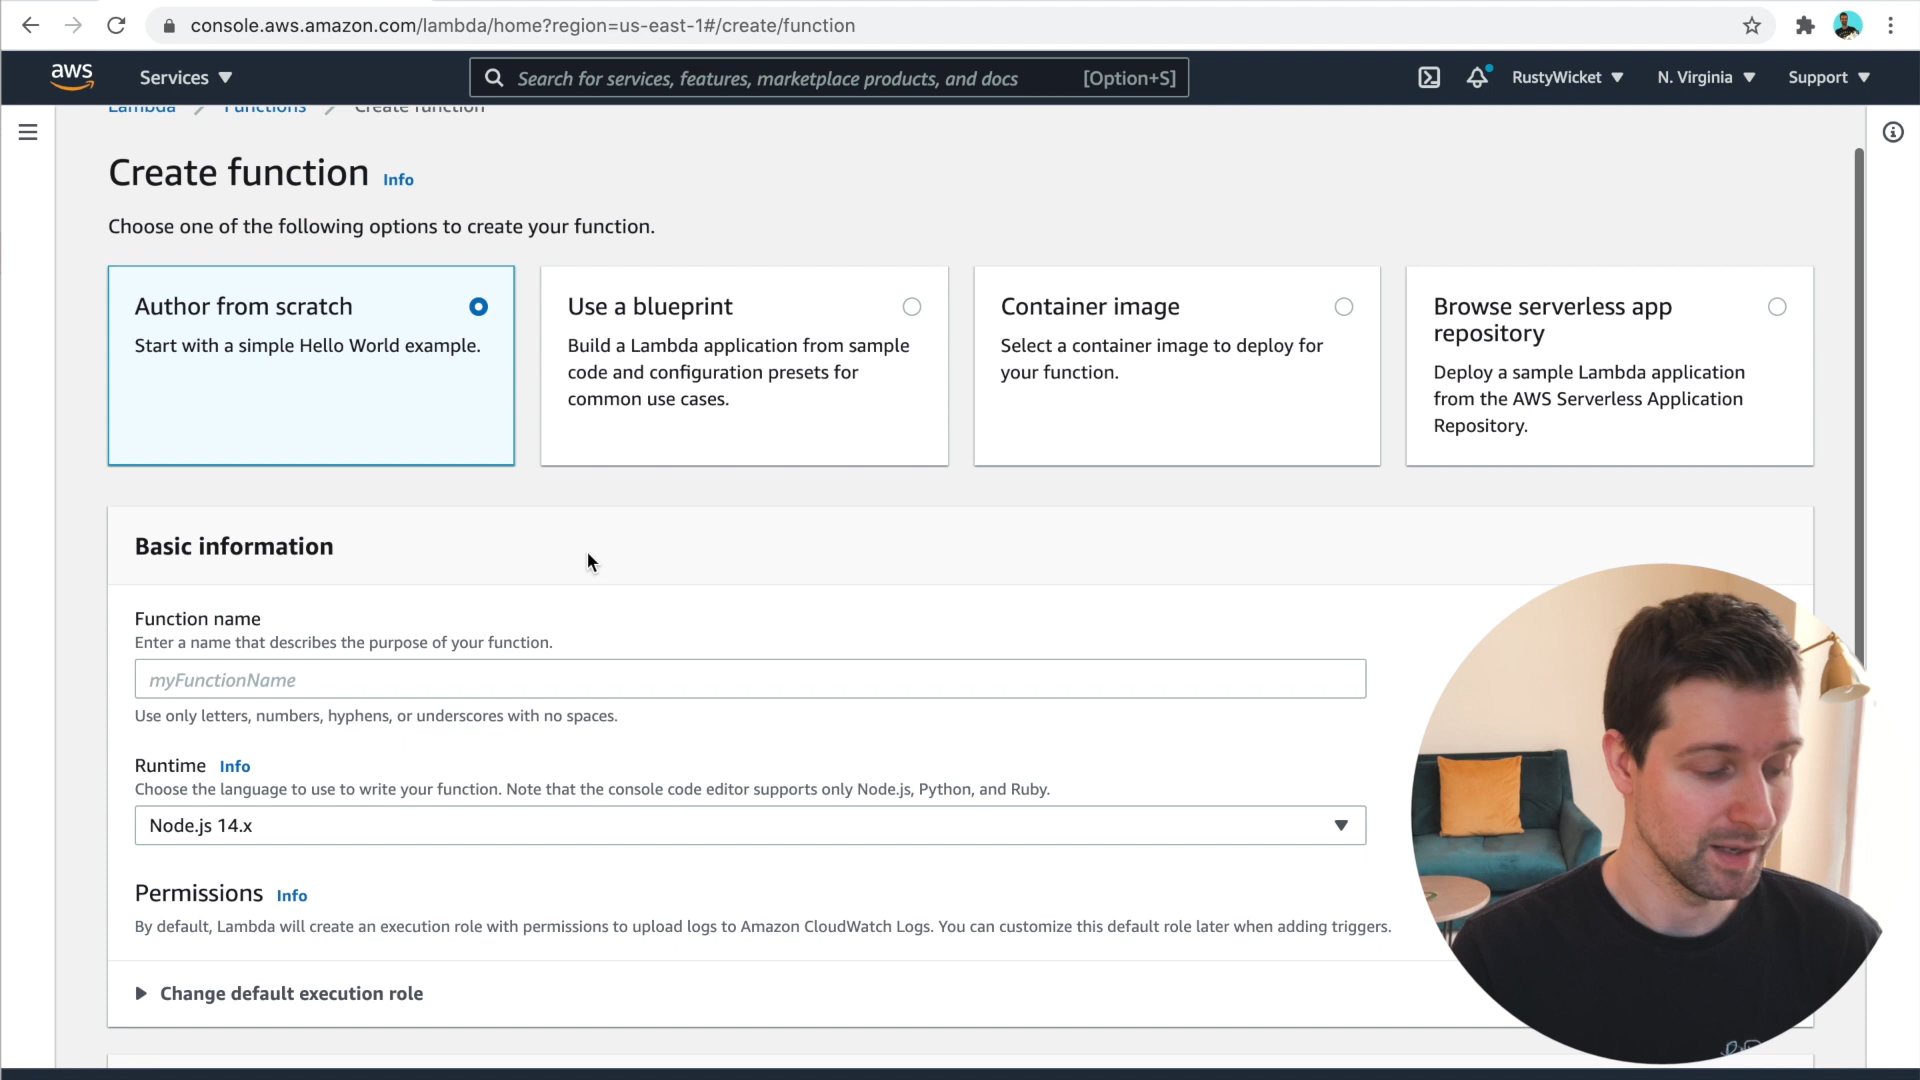 console.aws.amazon.com/lambda/home?region=us-east-1#/create/function
aws
Services
Search for services, features, marketplace products, and docs
[Option+S]
RustyWicket
N. Virginia
Support
Lambda
Functions
Create function
Create function
Info
Choose one of the following options to create your function.
Author from scratch
Start with a simple Hello World example.
Use a blueprint
Build a Lambda application from sample
code and configuration presets for
common use cases.
Container image
Select a container image to deploy for
your function.
Browse serverless app
repository
Deploy a sample Lambda application
from the AWS Serverless Application
Repository.
Basic information
Function name
Enter a name that describes the purpose of your function.
myFunctionName
Use only letters, numbers, hyphens, or underscores with no spaces.
Runtime
Info
Choose the language to use to write your function. Note that the console code editor supports only Node.js, Python, and Ruby.
Node.js 14.x
Permissions
Info
By default, Lambda will create an execution role with permissions to upload logs to Amazon CloudWatch Logs. You can customize this default role later when adding triggers.
Change default execution role